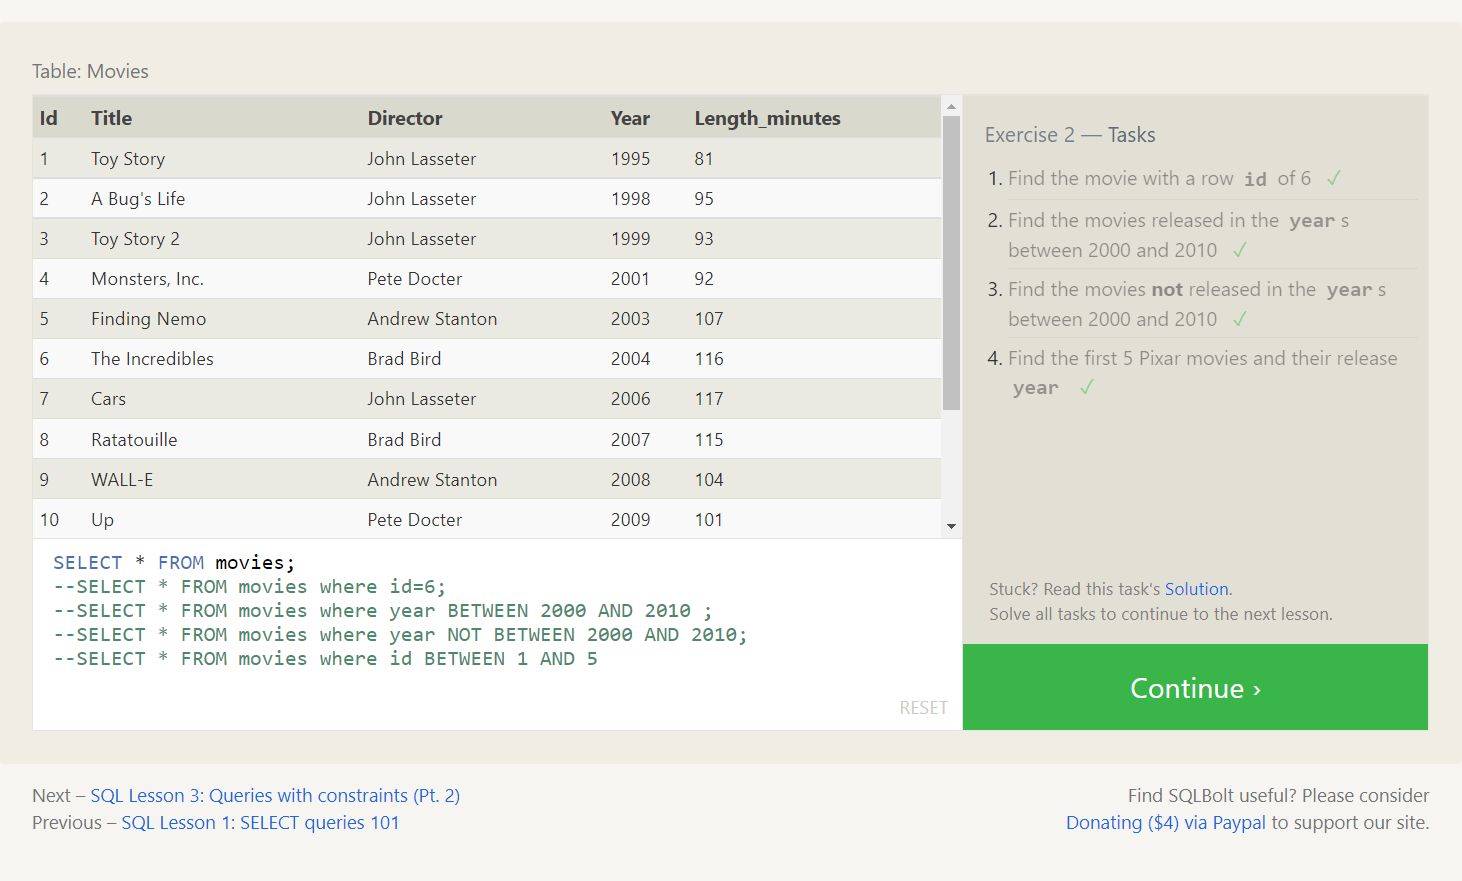 Table: Movies
Id Title Director Year Length_minutes
1 Toy Story John Lasseter 1995 81
2 A Bug's Life John Lasseter 1998 95
3 Toy Story 2 John Lasseter 1999 93
4 Monsters, Inc. Pete Docter 2001 92
5 Finding Nemo Andrew Stanton 2003 107
6 The Incredibles Brad Bird 2004 116
7 Cars John Lasseter 2006 117
8 Ratatouille Brad Bird 2007 115
9 WALL-E Andrew Stanton 2008 104
10 Up Pete Docter 2009 101
SELECT * FROM movies;
--SELECT * FROM movies where id=6;
--SELECT * FROM movies where year BETWEEN 2000 AND 2010 ;
--SELECT * FROM movies where year NOT BETWEEN 2000 AND 2010;
--SELECT * FROM movies where id BETWEEN 1 AND 5
RESET
Exercise 2 — Tasks
1. Find the movie with a row id of 6 ✓
2. Find the movies released in the year s
between 2000 and 2010 ✓
3. Find the movies not released in the year s
between 2000 and 2010 ✓
4. Find the first 5 Pixar movies and their release
year ✓
Stuck? Read this task's Solution.
Solve all tasks to continue to the next lesson.
Continue ›
Next – SQL Lesson 3: Queries with constraints (Pt. 2)
Previous – SQL Lesson 1: SELECT queries 101
Find SQLBolt useful? Please consider
Donating ($4) via Paypal to support our site.